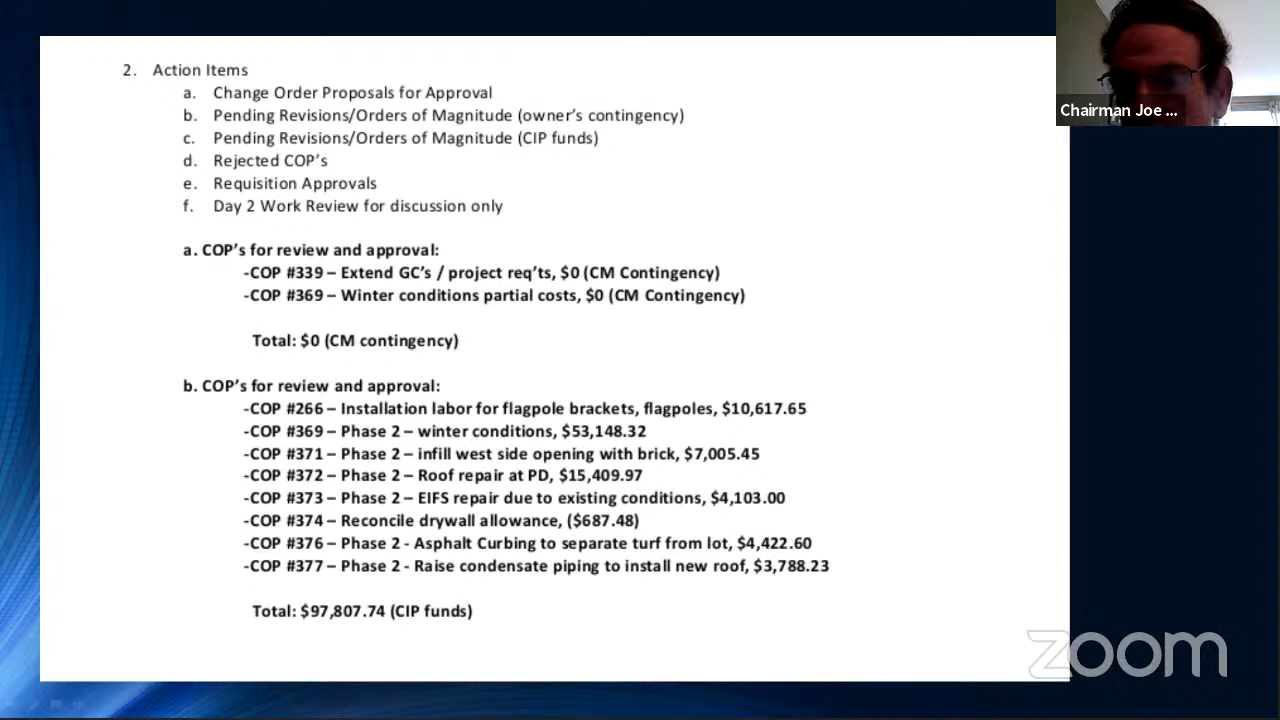 2. Action Items
a. Change Order Proposals for Approval
b. Pending Revisions/Orders of Magnitude (owner's contingency)
c. Pending Revisions/Orders of Magnitude (CIP funds)
d. Rejected COP's
e. Requisition Approvals
f. Day 2 Work Review for discussion only
a. COP's for review and approval:
-COP #339 – Extend GC's / project req'ts, $0 (CM Contingency)
-COP #369 – Winter conditions partial costs, $0 (CM Contingency)
Total: $0 (CM contingency)
b. COP's for review and approval:
-COP #266 – Installation labor for flagpole brackets, flagpoles, $10,617.65
-COP #369 – Phase 2 – winter conditions, $53,148.32
-COP #371 – Phase 2 – infill west side opening with brick, $7,005.45
-COP #372 – Phase 2 – Roof repair at PD, $15,409.97
-COP #373 – Phase 2 – EIFS repair due to existing conditions, $4,103.00
-COP #374 – Reconcile drywall allowance, ($687.48)
-COP #376 – Phase 2 - Asphalt Curbing to separate turf from lot, $4,422.60
-COP #377 – Phase 2 - Raise condensate piping to install new roof, $3,788.23
Total: $97,807.74 (CIP funds)
Chairman Joe ...
zoom